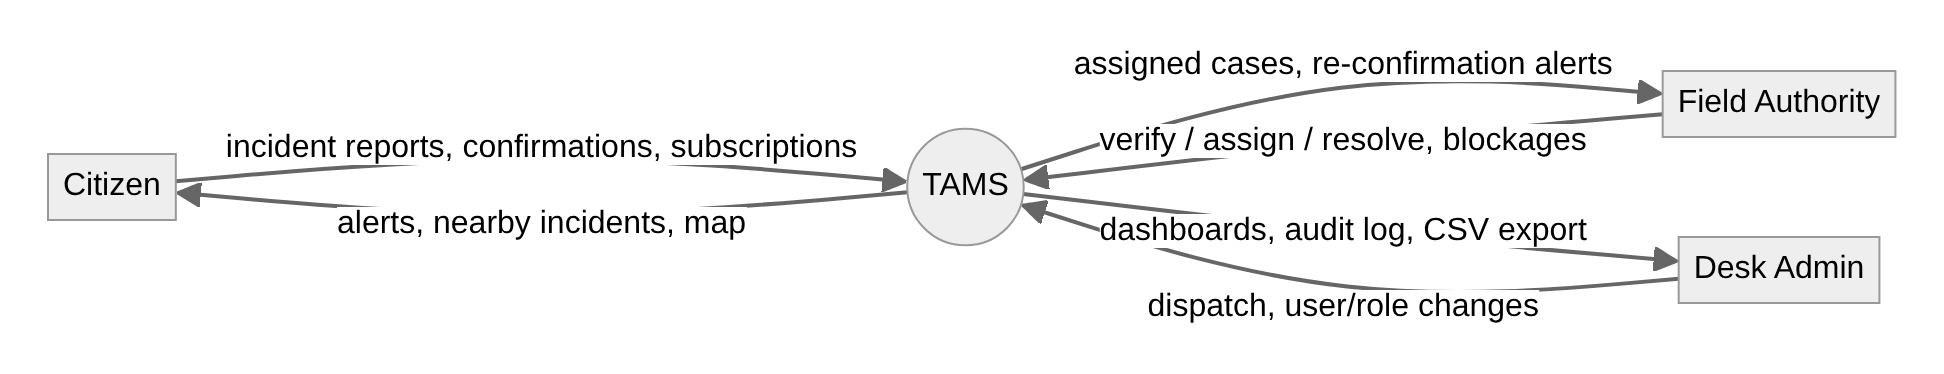 assigned cases, re-confirmation alerts
Field Authority
verify / assign / resolve, blockages
incident reports, confirmations, subscriptions
Citizen
TAMS
alerts, nearby incidents, map
dashboards, audit log, CSV export
Desk Admin
dispatch, user/role changes